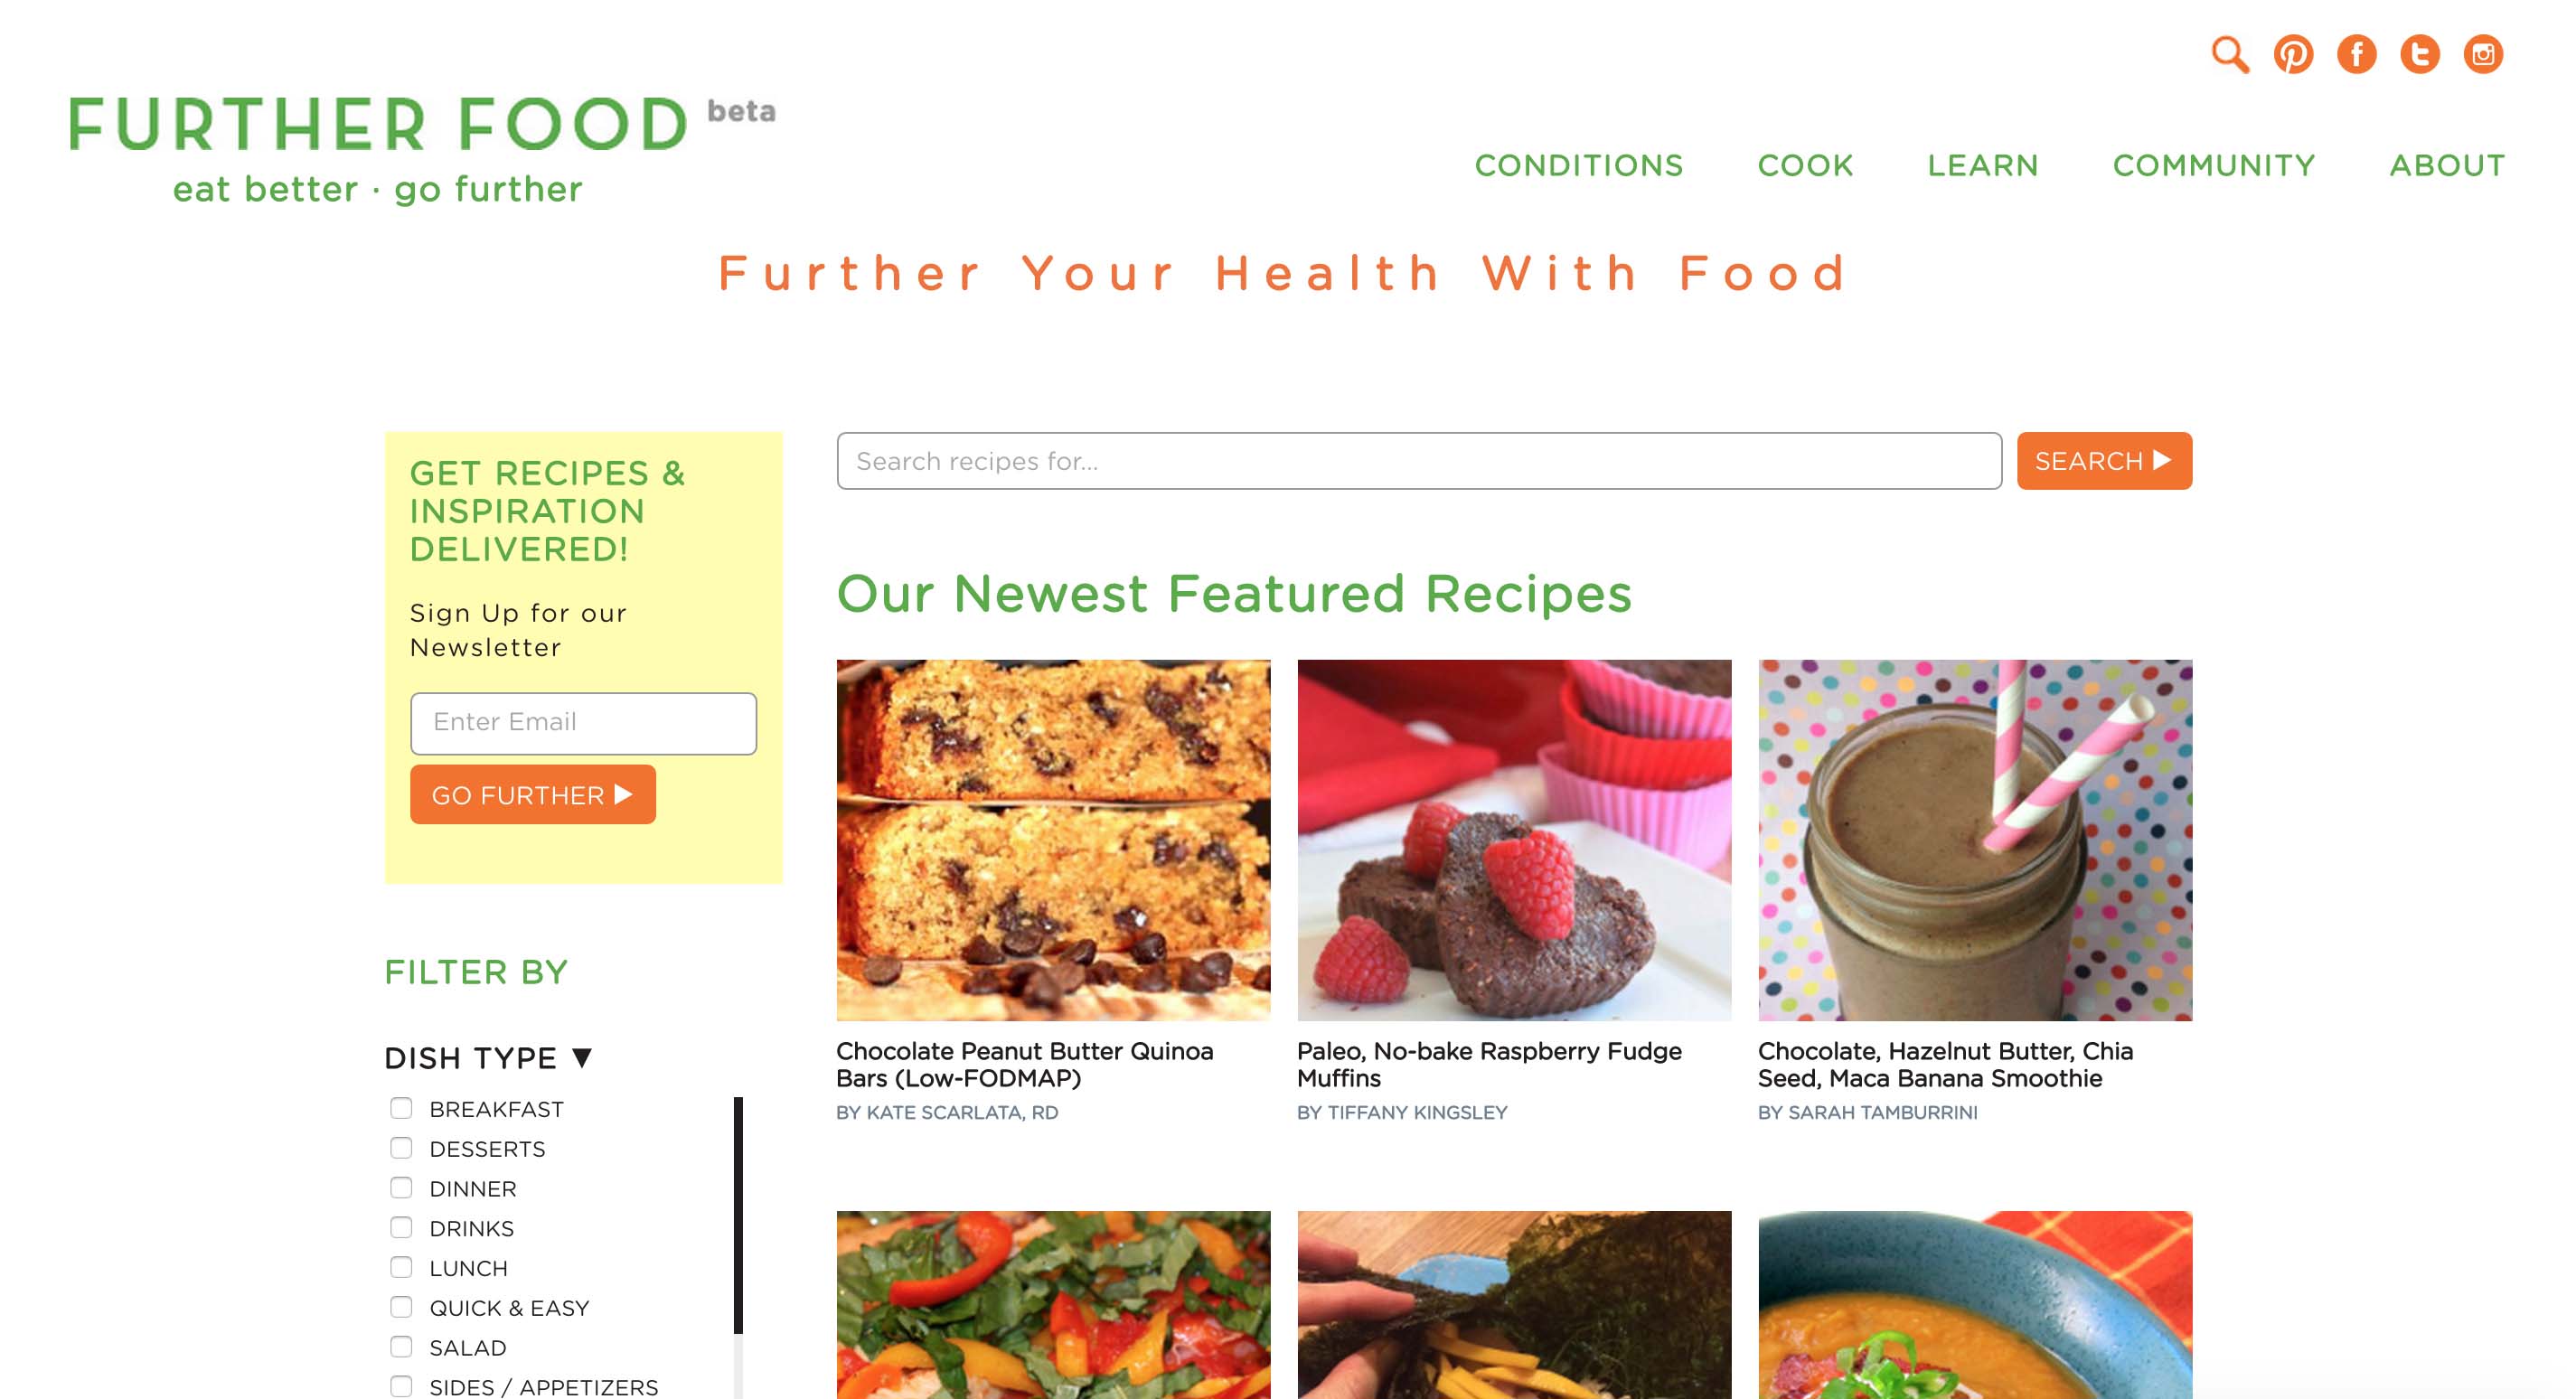 FURTHER FOOD beta
eat better · go further
CONDITIONS COOK LEARN COMMUNITY ABOUT
Further Your Health With Food
GET RECIPES &
INSPIRATION
DELIVERED!
Sign Up for our
Newsletter
Enter Email
GO FURTHER ▶
FILTER BY
DISH TYPE ▼
BREAKFAST
DESSERTS
DINNER
DRINKS
LUNCH
QUICK & EASY
SALAD
SIDES / APPETIZERS
Search recipes for...
SEARCH ▶
Our Newest Featured Recipes
Chocolate Peanut Butter Quinoa
Bars (Low-FODMAP)
BY KATE SCARLATA, RD
Paleo, No-bake Raspberry Fudge
Muffins
BY TIFFANY KINGSLEY
Chocolate, Hazelnut Butter, Chia
Seed, Maca Banana Smoothie
BY SARAH TAMBURRINI